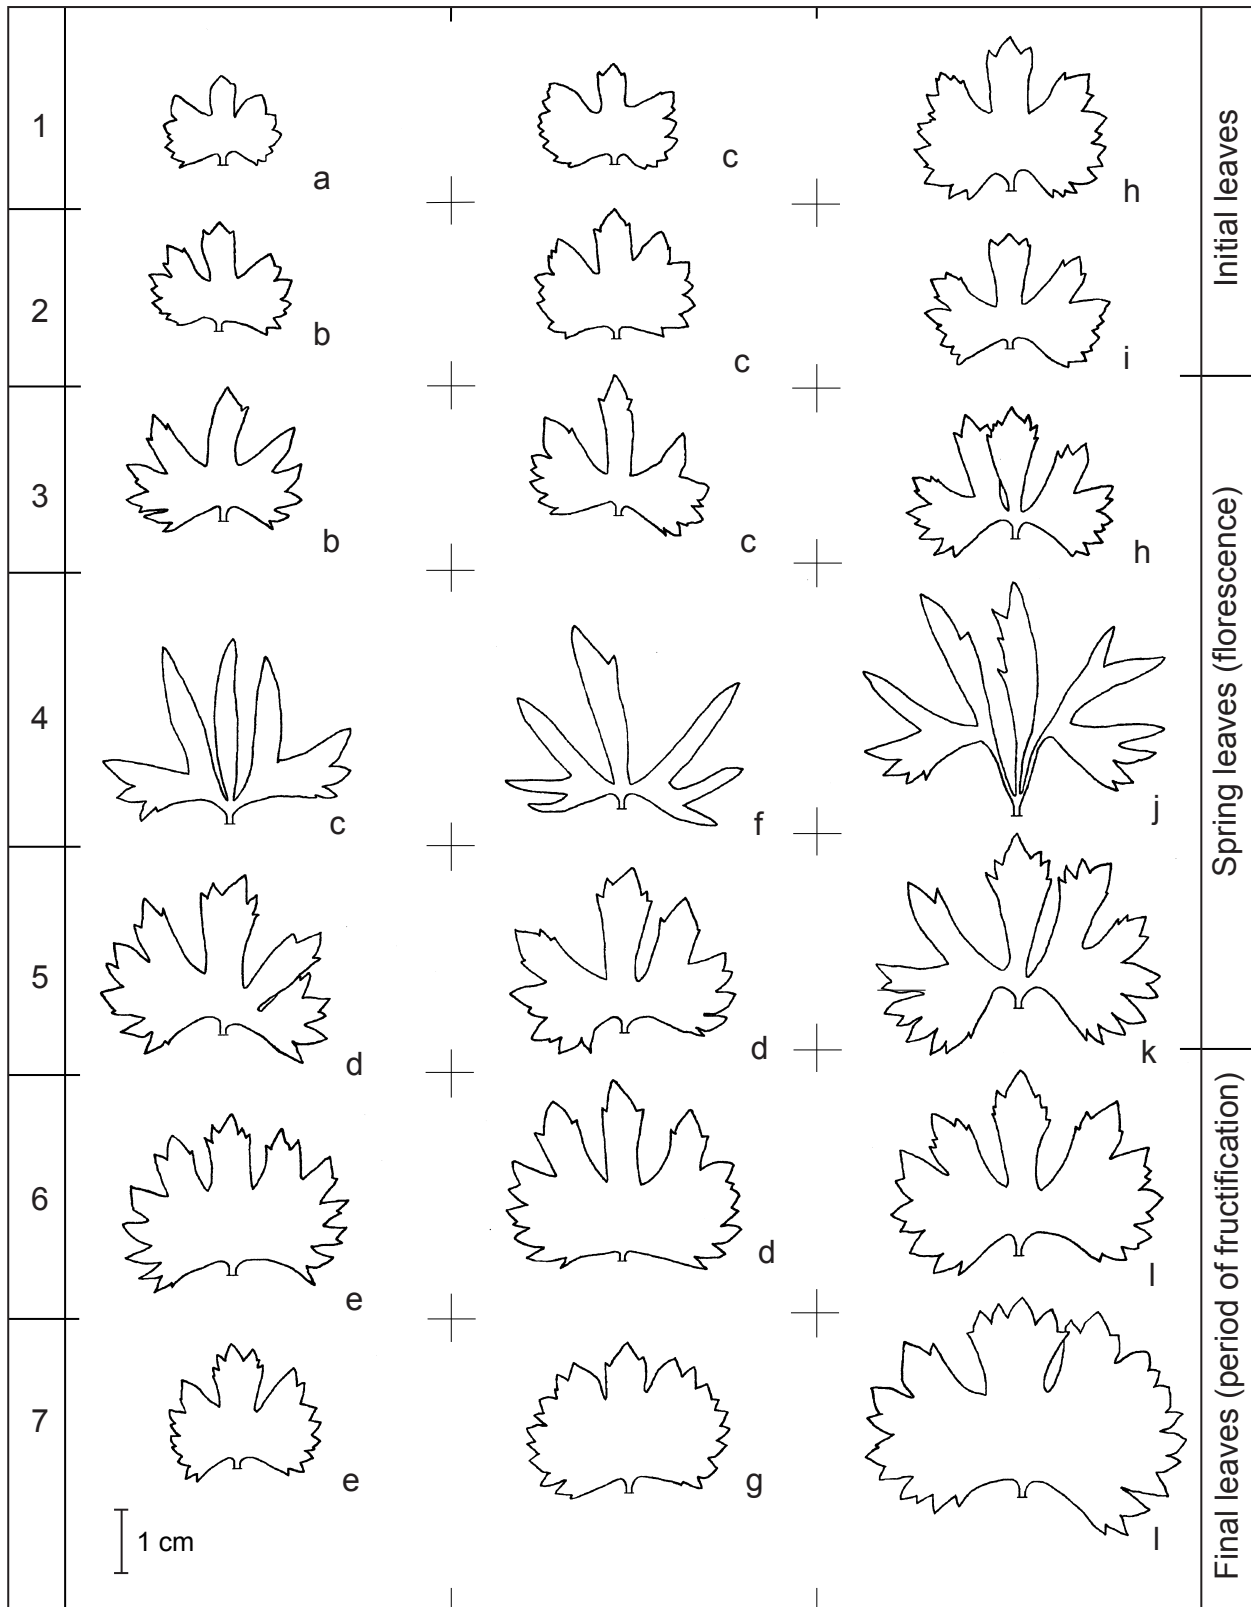 1
a
c
h
2
b
c
i
3
b
c
h
4
c
f
j
5
d
d
k
6
e
d
l
7
e
g
l
1 cm
Initial leaves
Spring leaves (florescence)
Final leaves (period of fructification)